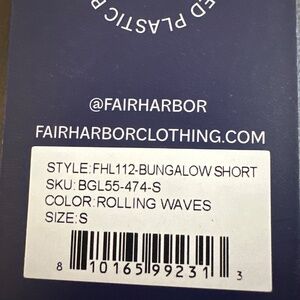 ED PLASTIC B
@FAIRHARBOR
FAIRHARBORCLOTHING.COM
STYLE:FHL112-BUNGALOW SHORT
SKU: BGL55-474-S
COLOR:ROLLING WAVES
SIZE:S
8 10165 99231 3